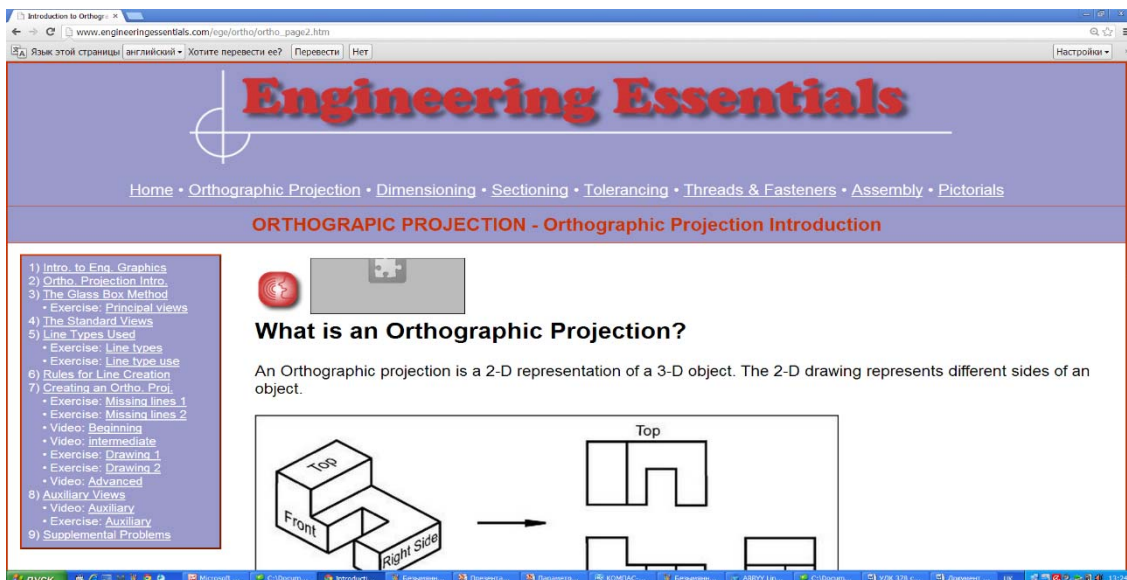 Introduction to Orthogr
www.engineeringessentials.com/ege/ortho/ortho_page2.htm
Язык этой страницы английский Хотите перевести ее? Перевести Нет Настройки
Engineering Essentials
Home • Orthographic Projection • Dimensioning • Sectioning • Tolerancing • Threads & Fasteners • Assembly • Pictorials
ORTHOGRAPIC PROJECTION - Orthographic Projection Introduction
1) Intro. to Eng. Graphics
2) Ortho. Projection Intro.
3) The Glass Box Method
• Exercise: Principal views
4) The Standard Views
5) Line Types Used
• Exercise: Line types
• Exercise: Line type use
6) Rules for Line Creation
7) Creating an Ortho. Proj.
• Exercise: Missing lines 1
• Exercise: Missing lines 2
• Video: Beginning
• Video: intermediate
• Exercise: Drawing 1
• Exercise: Drawing 2
• Video: Advanced
8) Auxiliary Views
• Video: Auxiliary
• Exercise: Auxiliary
9) Supplemental Problems
What is an Orthographic Projection?
An Orthographic projection is a 2-D representation of a 3-D object. The 2-D drawing represents different sides of an
object.
Top
Top
Front
Right Side
пуск Microsoft ... C:\Docum... Introducti... КОМПАС-... ABBYY Lin... C:\Docum...